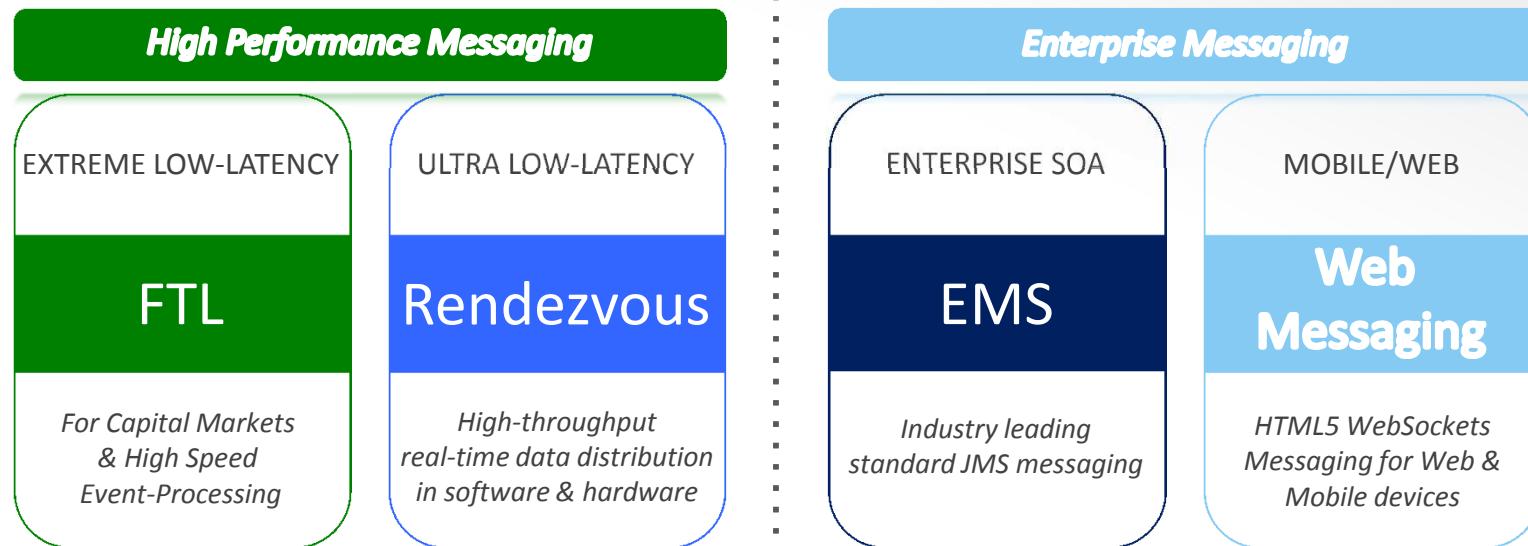 High Performance Messaging
Enterprise Messaging
EXTREME LOW-LATENCY
FTL
For Capital Markets
& High Speed
Event-Processing
ULTRA LOW-LATENCY
Rendezvous
High-throughput
real-time data distribution
in software & hardware
ENTERPRISE SOA
EMS
Industry leading
standard JMS messaging
MOBILE/WEB
Web
Messaging
HTML5 WebSockets
Messaging for Web &
Mobile devices